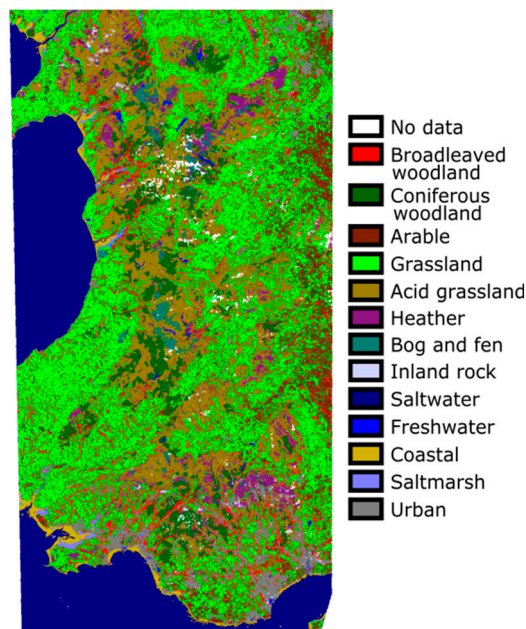 No data
Broadleaved
woodland
Coniferous
woodland
Arable
Grassland
Acid grassland
Heather
Bog and fen
Inland rock
Saltwater
Freshwater
Coastal
Saltmarsh
Urban